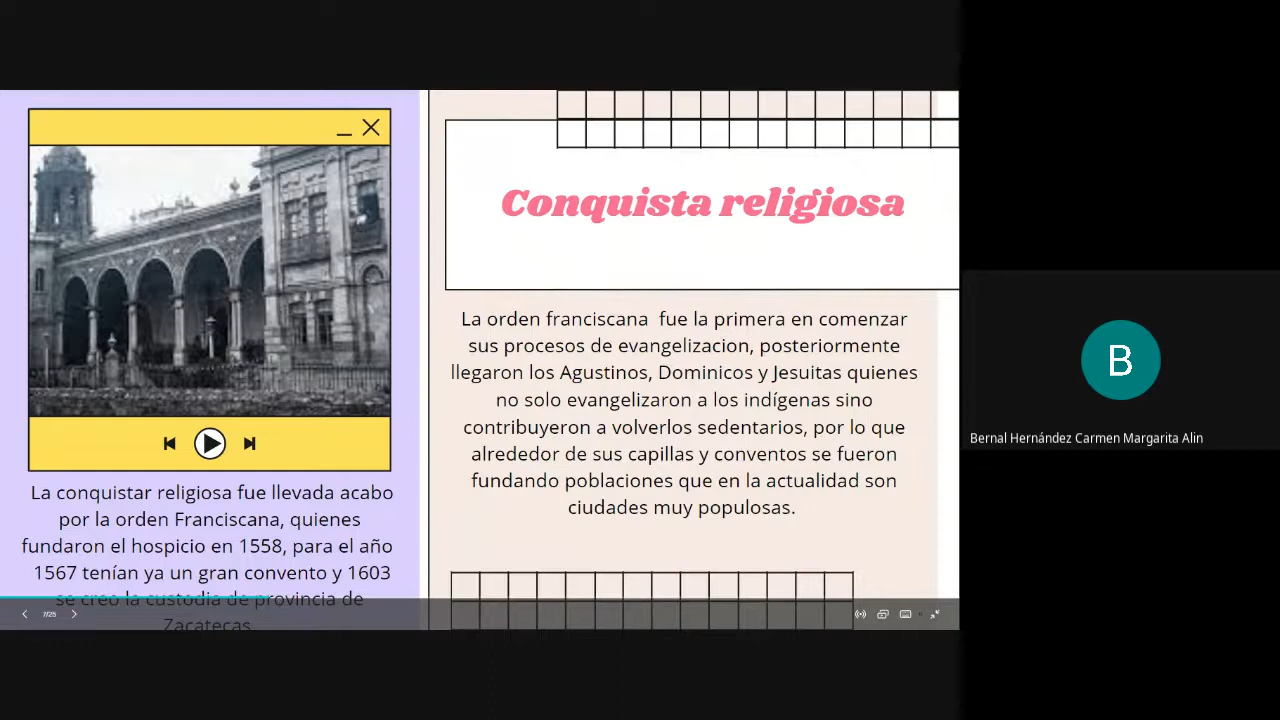 Conquista religiosa
La orden franciscana fue la primera en comenzar
sus procesos de evangelizacion, posteriormente
llegaron los Agustinos, Dominicos y Jesuitas quienes
no solo evangelizaron a los indígenas sino
contribuyeron a volverlos sedentarios, por lo que
alrededor de sus capillas y conventos se fueron
fundando poblaciones que en la actualidad son
ciudades muy populosas.
La conquistar religiosa fue llevada acabo
por la orden Franciscana, quienes
fundaron el hospicio en 1558, para el año
1567 tenían ya un gran convento y 1603
se creo la custodia de provincia de
Zacatecas.
7/25
B
Bernal Hernández Carmen Margarita Alin